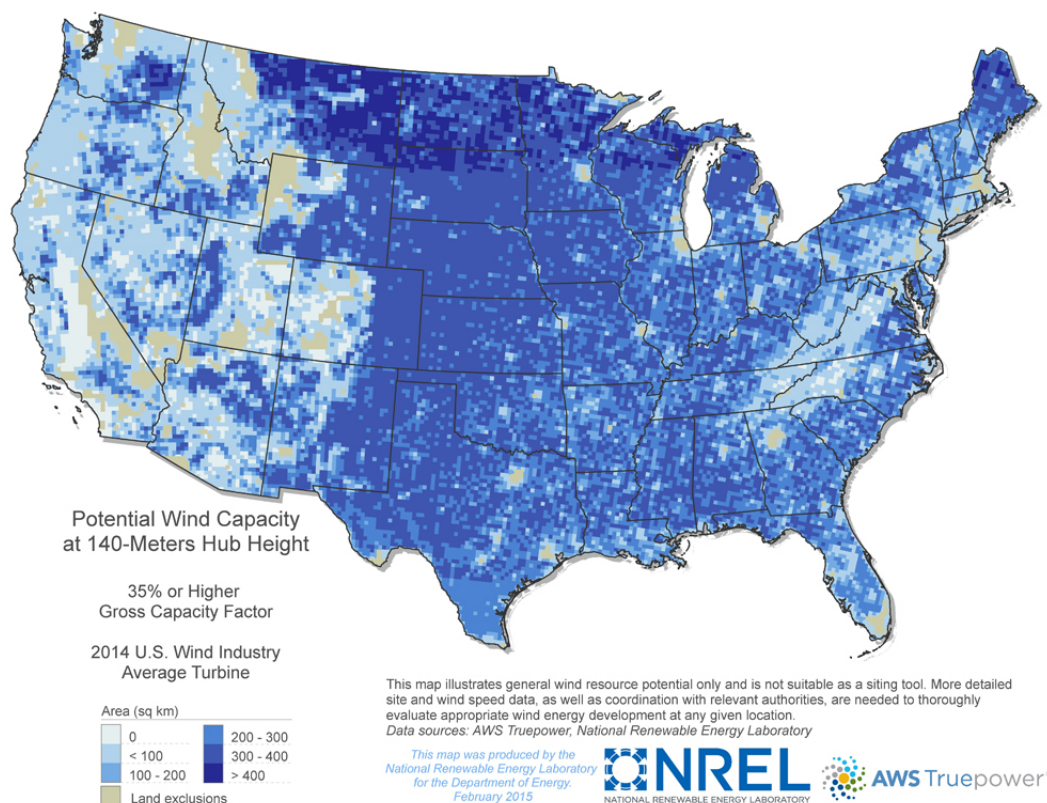 Potential Wind Capacity
at 140-Meters Hub Height
35% or Higher
Gross Capacity Factor
2014 U.S. Wind Industry
Average Turbine
Area (sq km)
0
< 100
100 - 200
200 - 300
300 - 400
> 400
Land exclusions
This map illustrates general wind resource potential only and is not suitable as a siting tool. More detailed
site and wind speed data, as well as coordination with relevant authorities, are needed to thoroughly
evaluate appropriate wind energy development at any given location.
Data sources: AWS Truepower, National Renewable Energy Laboratory
This map was produced by the
National Renewable Energy Laboratory
for the Department of Energy.
February 2015
NREL
NATIONAL RENEWABLE ENERGY LABORATORY
AWS Truepower